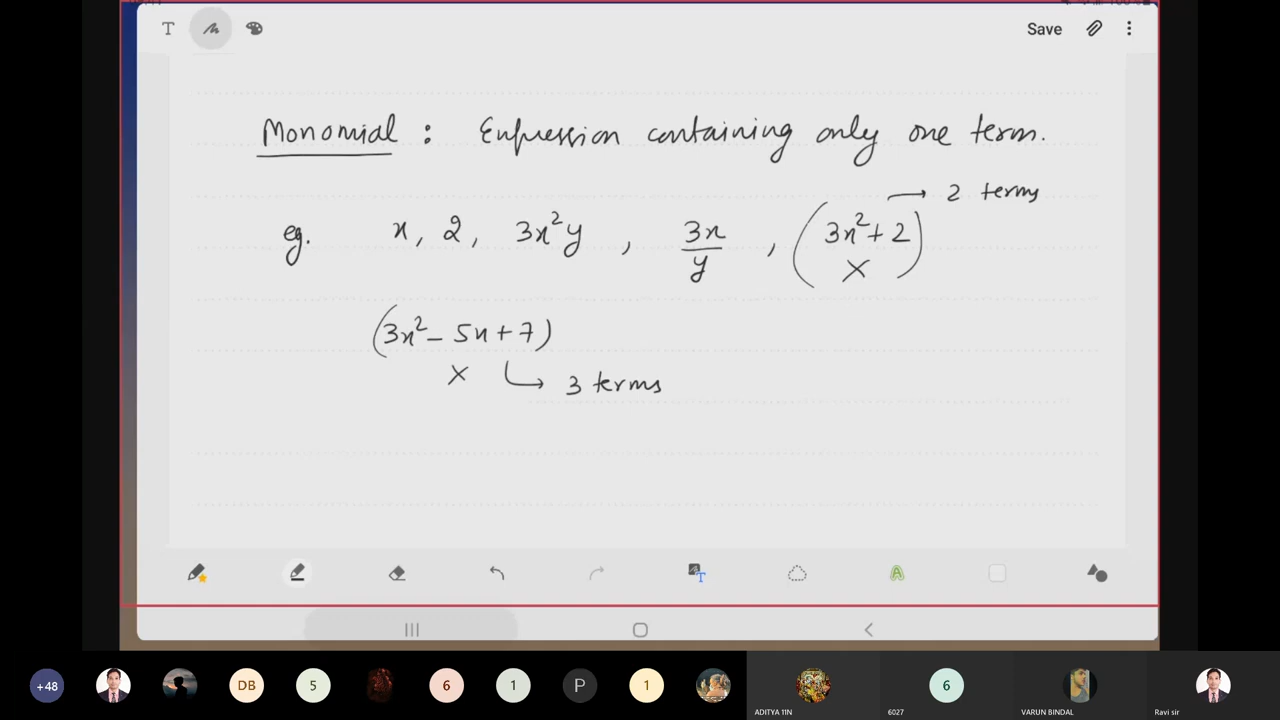 T Save
Monomial : Expression containing only one term.
→ 2 terms
eg. x, 2, 3x²y , 3x/y , (3x²+2)
×
(3x² - 5x + 7)
× ↳ 3 terms
T A
+48 DB 5 6 1 P 1 6
ADITYA 11N 6027 VARUN BINDAL Ravi sir